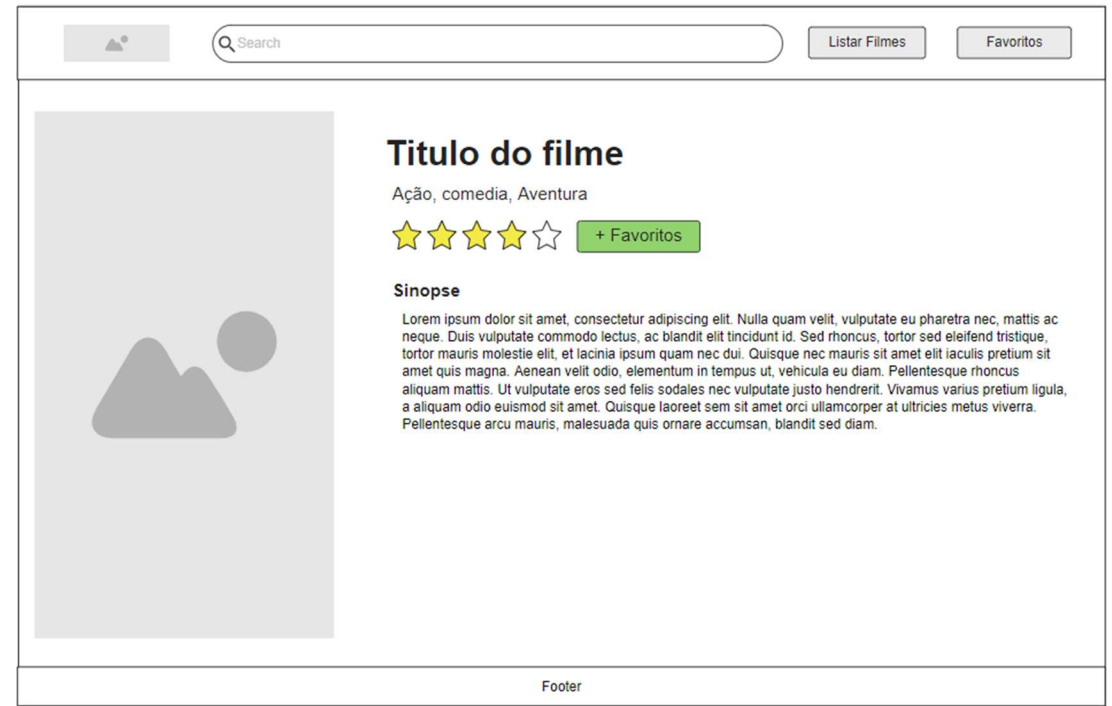 Search
Listar Filmes
Favoritos
Titulo do filme
Ação, comedia, Aventura
+ Favoritos
Sinopse
Lorem ipsum dolor sit amet, consectetur adipiscing elit. Nulla quam velit, vulputate eu pharetra nec, mattis ac
neque. Duis vulputate commodo lectus, ac blandit elit tincidunt id. Sed rhoncus, tortor sed eleifend tristique,
tortor mauris molestie elit, et lacinia ipsum quam nec dui. Quisque nec mauris sit amet elit iaculis pretium sit
amet quis magna. Aenean velit odio, elementum in tempus ut, vehicula eu diam. Pellentesque rhoncus
aliquam mattis. Ut vulputate eros sed felis sodales nec vulputate justo hendrerit. Vivamus varius pretium ligula,
a aliquam odio euismod sit amet. Quisque laoreet sem sit amet orci ullamcorper at ultricies metus viverra.
Pellentesque arcu mauris, malesuada quis ornare accumsan, blandit sed diam.
Footer